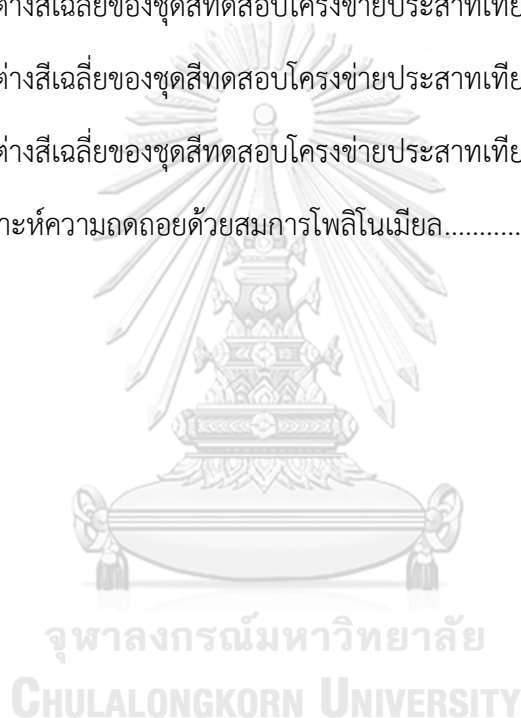 ต่างสีเฉลี่ยของชุดสีทดสอบโครงข่ายประสาทเทีย
ต่างสีเฉลี่ยของชุดสีทดสอบโครงข่ายประสาทเทีย
ต่างสีเฉลี่ยของชุดสีทดสอบโครงข่ายประสาทเทีย
าะห์ความถดถอยด้วยสมการโพลิโนเมียล............
จุฬาลงกรณ์มหาวิทยาลัย
CHULALONGKORN UNIVERSITY